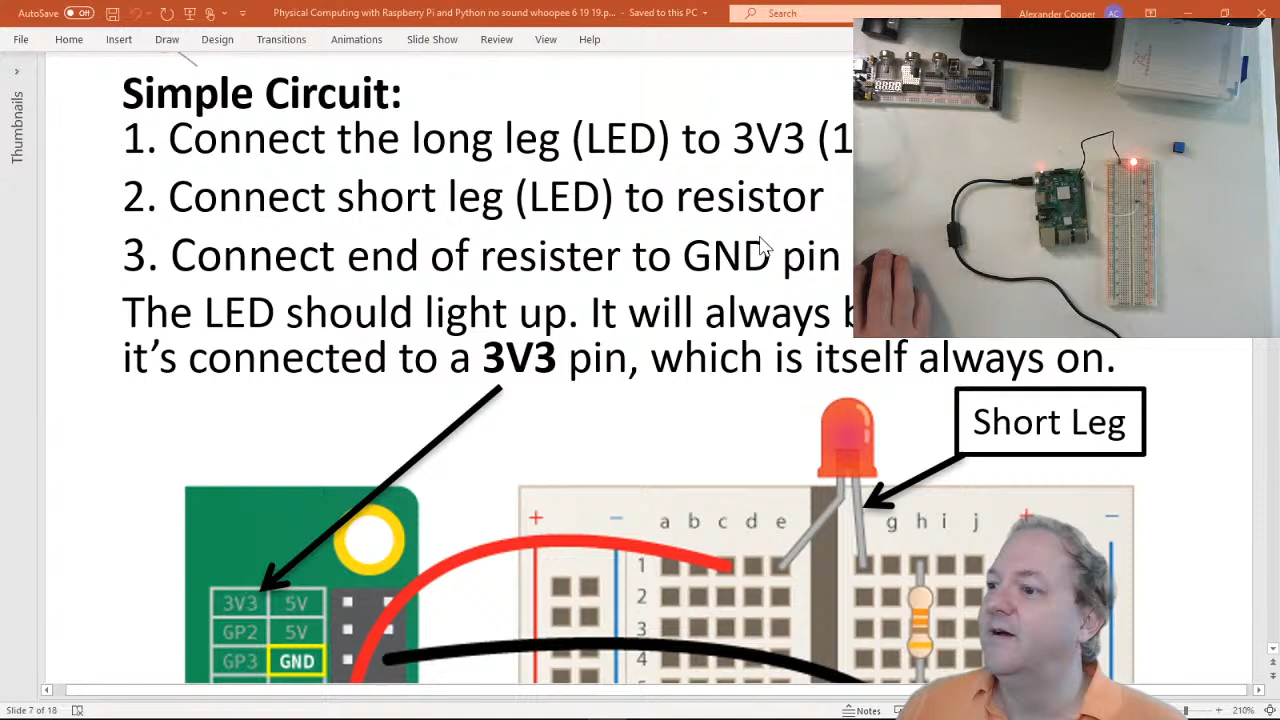 AutoSave Off
Physical Computing with Raspberry Pi and Python no sound whoopee 6 19 19.p... - Saved to this PC
Search
Alexander Cooper AC
File Home Insert Draw Design Transitions Animations Slide Show Review View Help
Thumbnails
Simple Circuit:
1. Connect the long leg (LED) to 3V3 (1
2. Connect short leg (LED) to resistor
3. Connect end of resister to GND pin
The LED should light up. It will always b
it's connected to a 3V3 pin, which is itself always on.
Short Leg
+ − a b c d e g h i j + −
1
2
3
4
3V3 5V
GP2 5V
GP3 GND
Slide 7 of 18
Notes
210%